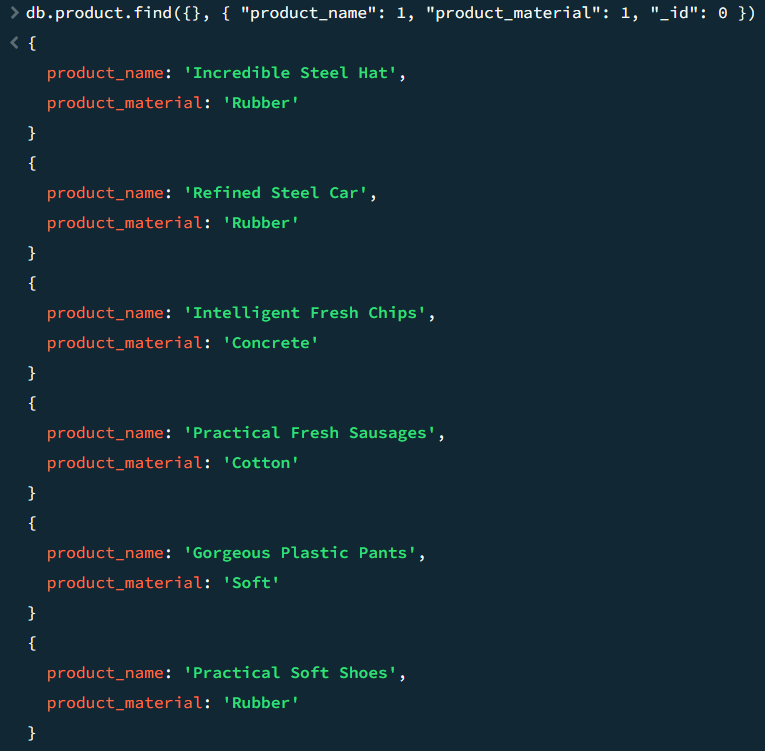 > db.product.find({}, { "product_name": 1, "product_material": 1, "_id": 0 })
< {
product_name: 'Incredible Steel Hat',
product_material: 'Rubber'
}
{
product_name: 'Refined Steel Car',
product_material: 'Rubber'
}
{
product_name: 'Intelligent Fresh Chips',
product_material: 'Concrete'
}
{
product_name: 'Practical Fresh Sausages',
product_material: 'Cotton'
}
{
product_name: 'Gorgeous Plastic Pants',
product_material: 'Soft'
}
{
product_name: 'Practical Soft Shoes',
product_material: 'Rubber'
}